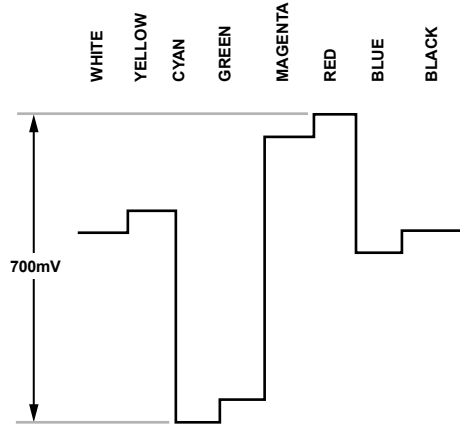 WHITE
YELLOW
CYAN
GREEN
MAGENTA
RED
BLUE
BLACK
700mV